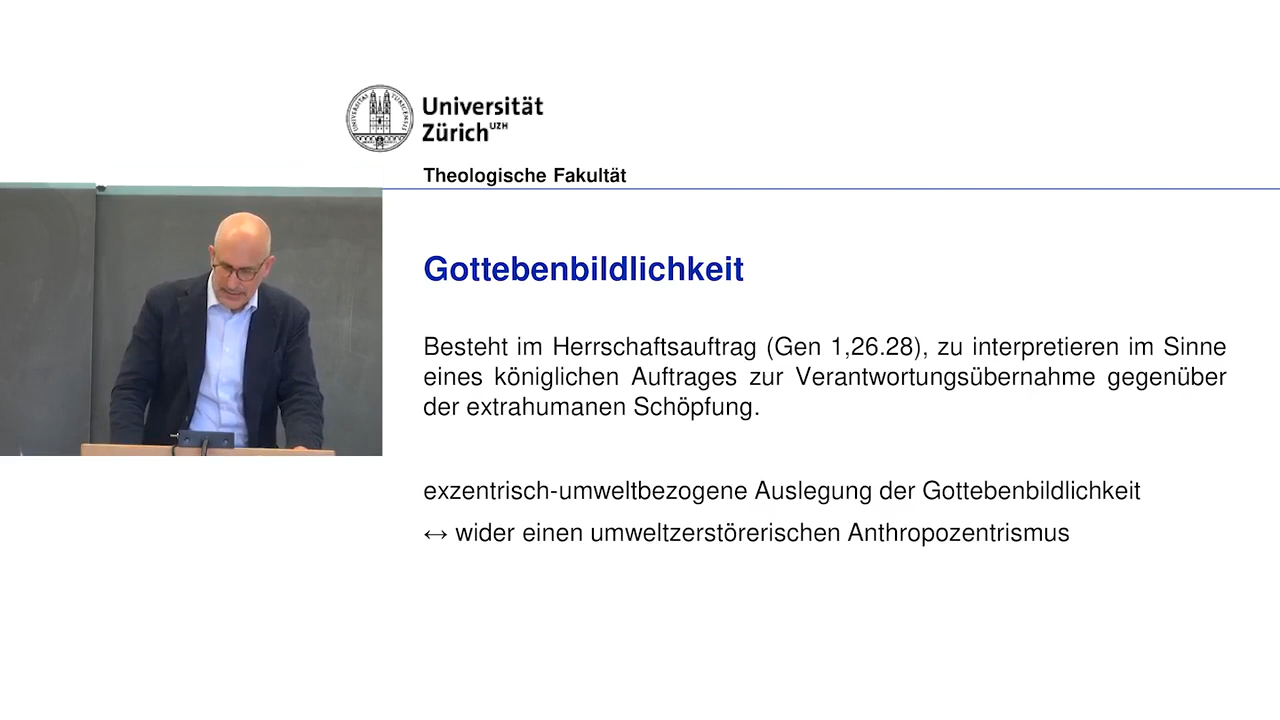 Universität
Zürich UZH
Theologische Fakultät
Gottebenbildlichkeit
Besteht im Herrschaftsauftrag (Gen 1,26.28), zu interpretieren im Sinne
eines königlichen Auftrages zur Verantwortungsübernahme gegenüber
der extrahumanen Schöpfung.
exzentrisch-umweltbezogene Auslegung der Gottebenbildlichkeit
↔ wider einen umweltzerstörerischen Anthropozentrismus